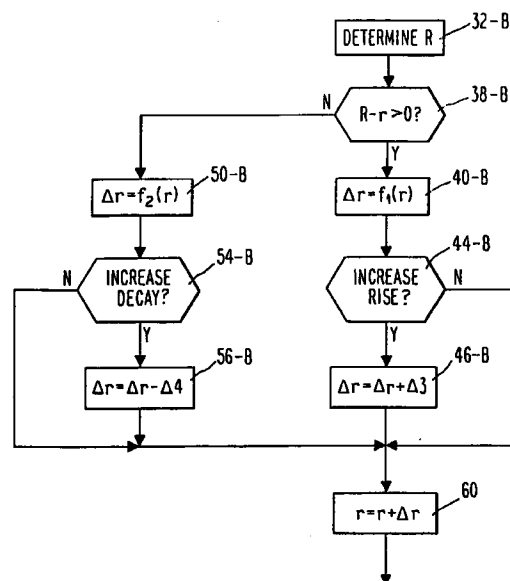 DETERMINE R
32-B
R-r>0?
38-B
N
Y
Δr=f₂(r)
50-B
Δr=f₁(r)
40-B
INCREASE
DECAY?
54-B
N
Y
INCREASE
RISE?
44-B
N
Y
Δr=Δr-Δ4
56-B
Δr=Δr+Δ3
46-B
r=r+Δr
60